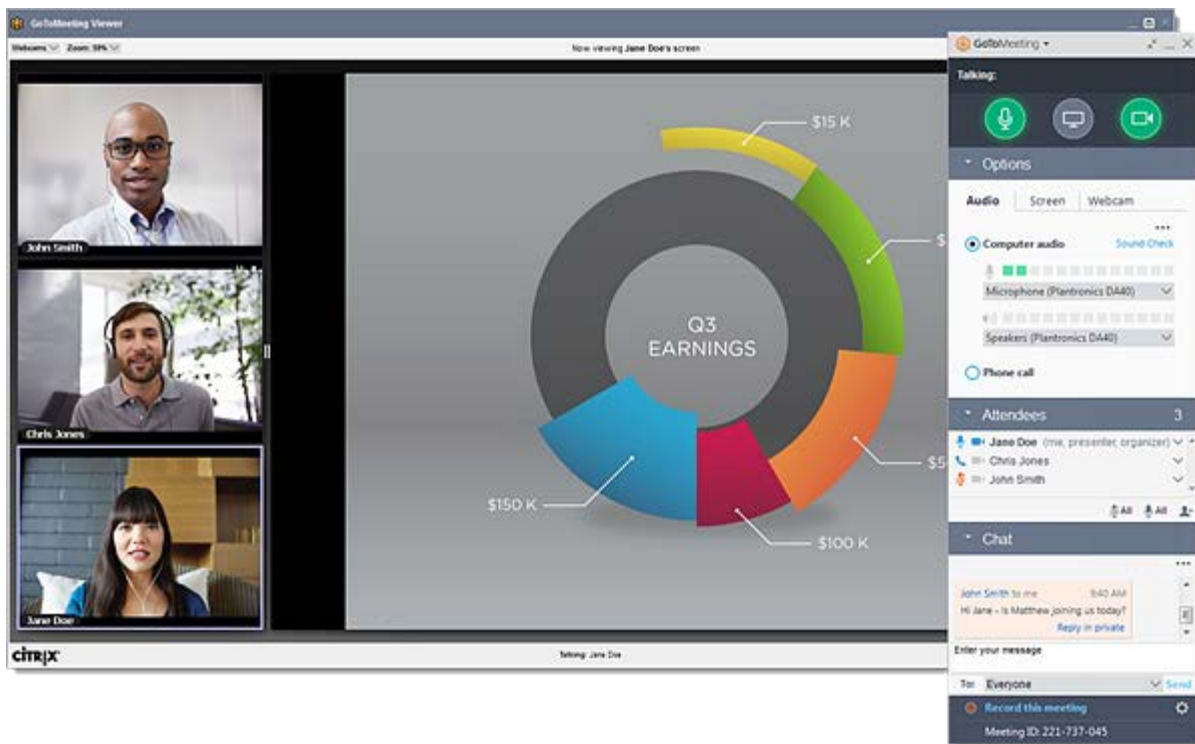 GoToMeeting Viewer
Webcams Zoom: 59%
Now viewing Jane Doe's screen
John Smith
Chris Jones
Jane Doe
$15 K
$
Q3
EARNINGS
$5
$150 K
$100 K
CİTRIX
Talking: Jane Doe
GoToMeeting
Talking:
Options
Audio Screen Webcam
Computer audio Sound Check
Microphone (Plantronics DA40)
Speakers (Plantronics DA40)
Phone call
Attendees 3
Jane Doe (me, presenter, organizer)
Chris Jones
John Smith
All All
Chat
John Smith to me 9:40 AM
Hi Jane - Is Matthew joining us today?
Reply in private
Enter your message
To: Everyone Send
Record this meeting
Meeting ID: 221-737-045